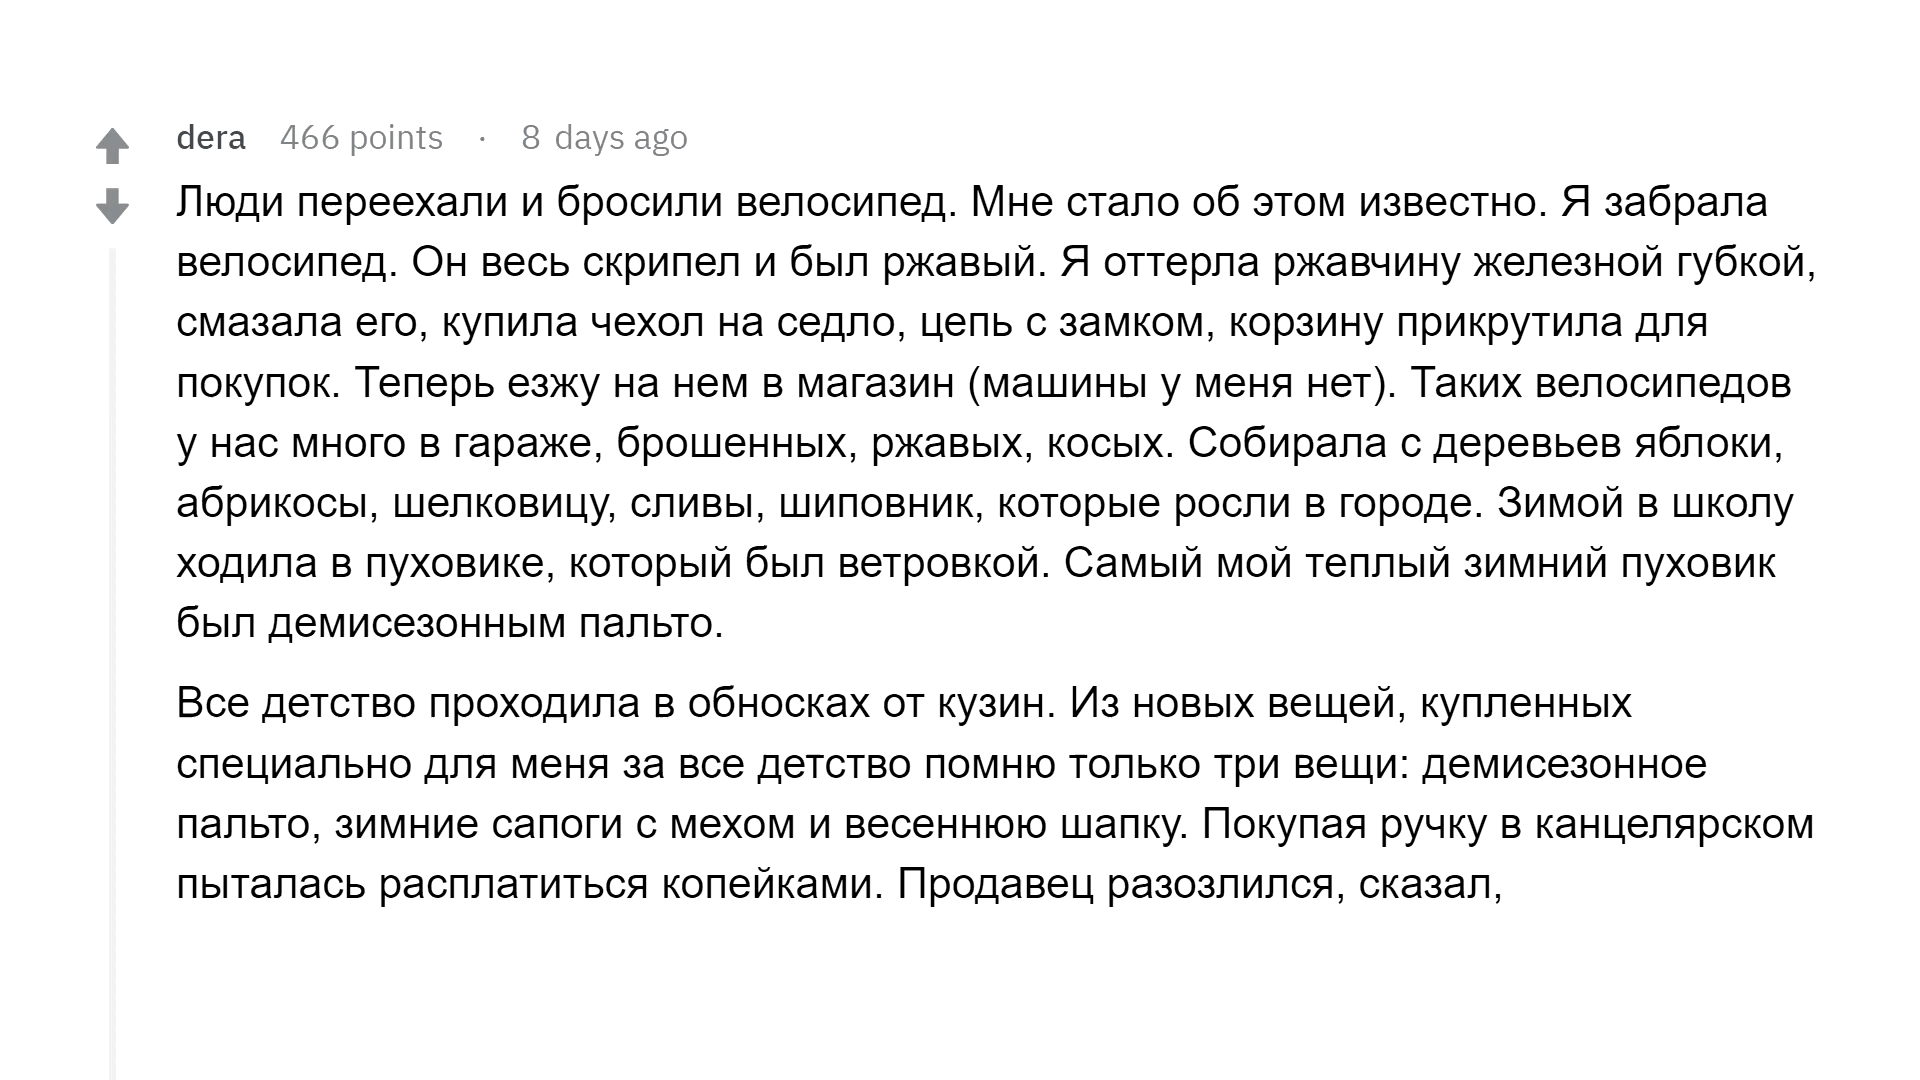 dera 466 points · 8 days ago
Люди переехали и бросили велосипед. Мне стало об этом известно. Я забрала
велосипед. Он весь скрипел и был ржавый. Я оттерла ржавчину железной губкой,
смазала его, купила чехол на седло, цепь с замком, корзину прикрутила для
покупок. Теперь езжу на нем в магазин (машины у меня нет). Таких велосипедов
у нас много в гараже, брошенных, ржавых, косых. Собирала с деревьев яблоки,
абрикосы, шелковицу, сливы, шиповник, которые росли в городе. Зимой в школу
ходила в пуховике, который был ветровкой. Самый мой теплый зимний пуховик
был демисезонным пальто.
Все детство проходила в обносках от кузин. Из новых вещей, купленных
специально для меня за все детство помню только три вещи: демисезонное
пальто, зимние сапоги с мехом и весеннюю шапку. Покупая ручку в канцелярском
пыталась расплатиться копейками. Продавец разозлился, сказал,